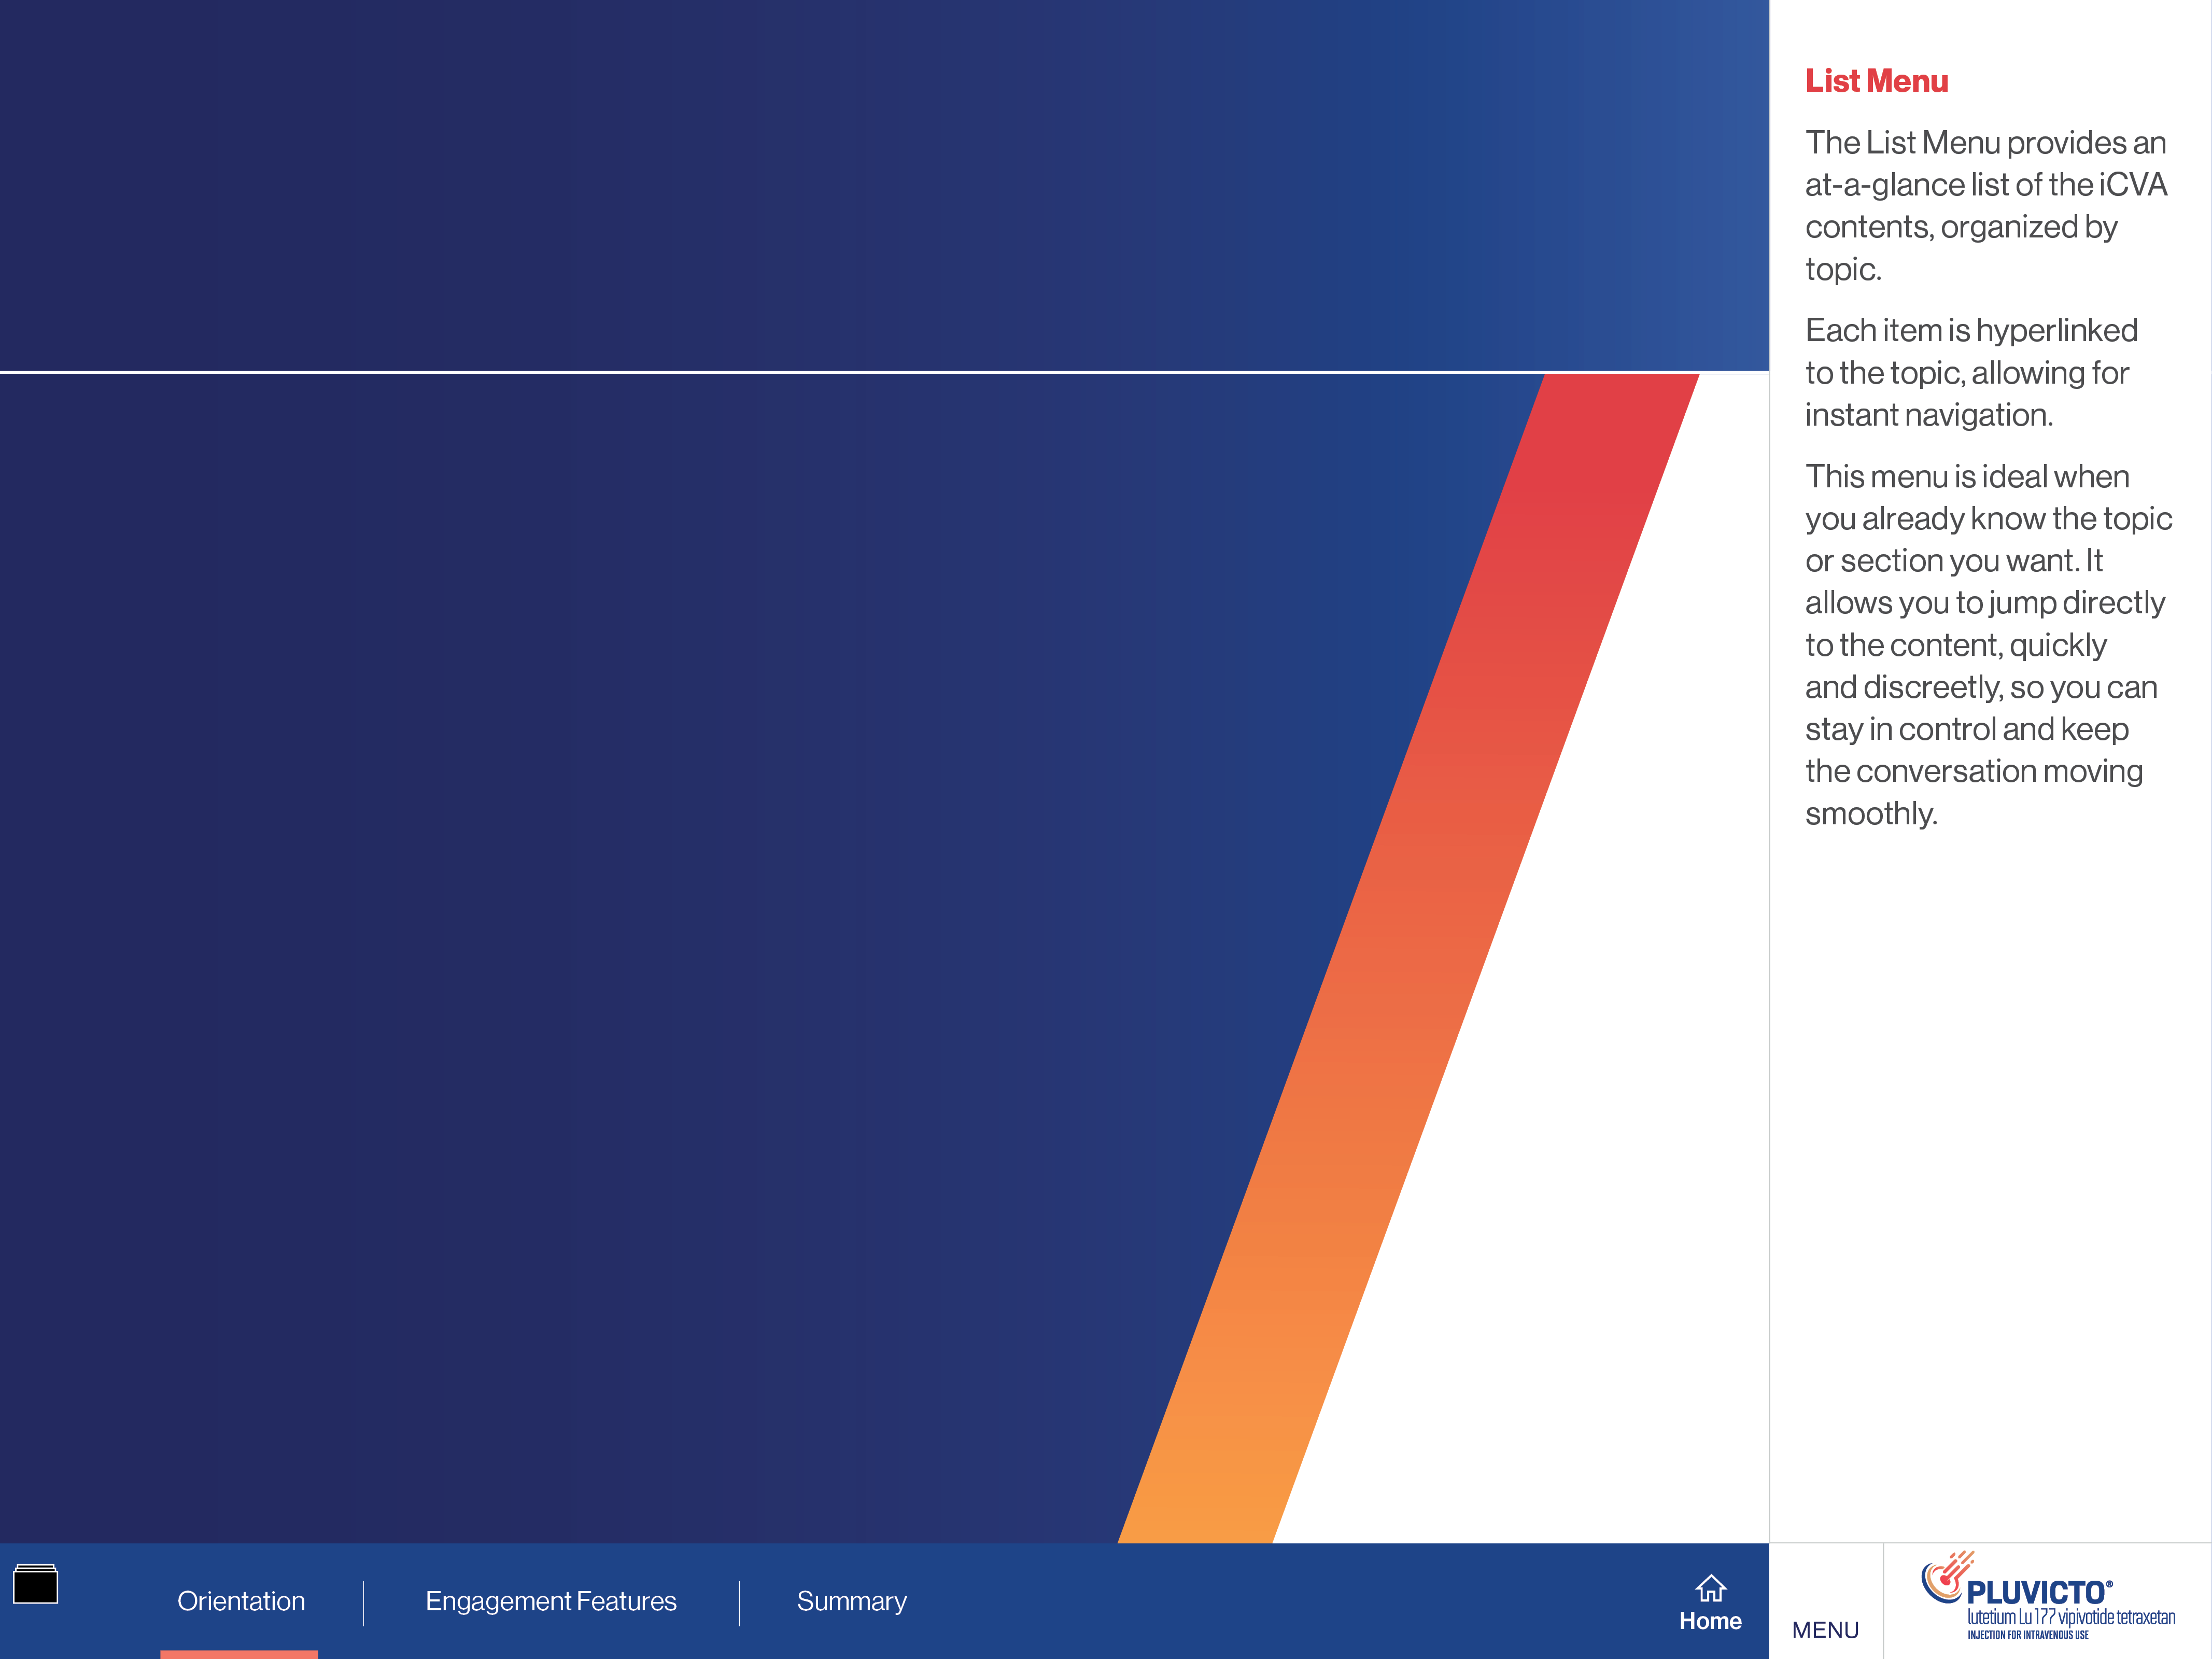 List Menu
The List Menu provides an
at-a-glance list of the iCVA
contents, organized by
topic.
Each item is hyperlinked
to the topic, allowing for
instant navigation.
This menu is ideal when
you already know the topic
or section you want. It
allows you to jump directly
to the content, quickly
and discreetly, so you can
stay in control and keep
the conversation moving
smoothly.
Orientation
Engagement Features
Summary
Home
MENU
PLUVICTO®
lutetium Lu 177 vipivotide tetraxetan
INJECTION FOR INTRAVENOUS USE